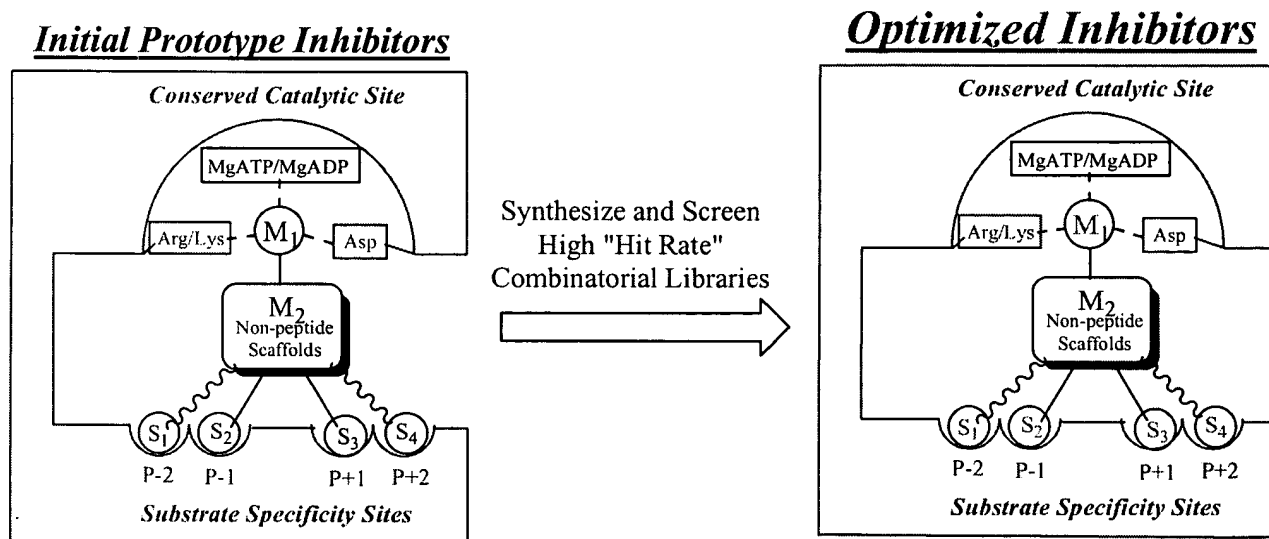 Initial Prototype Inhibitors
Conserved Catalytic Site
MgATP/MgADP
Arg/Lys
M1
Asp
M2
Non-peptide
Scaffolds
S1
S2
S3
S4
P-2
P-1
P+1
P+2
Substrate Specificity Sites
Synthesize and Screen
High "Hit Rate"
Combinatorial Libraries
Optimized Inhibitors
Conserved Catalytic Site
MgATP/MgADP
Arg/Lys
M1
Asp
M2
Non-peptide
Scaffolds
S1
S2
S3
S4
P-2
P-1
P+1
P+2
Substrate Specificity Sites